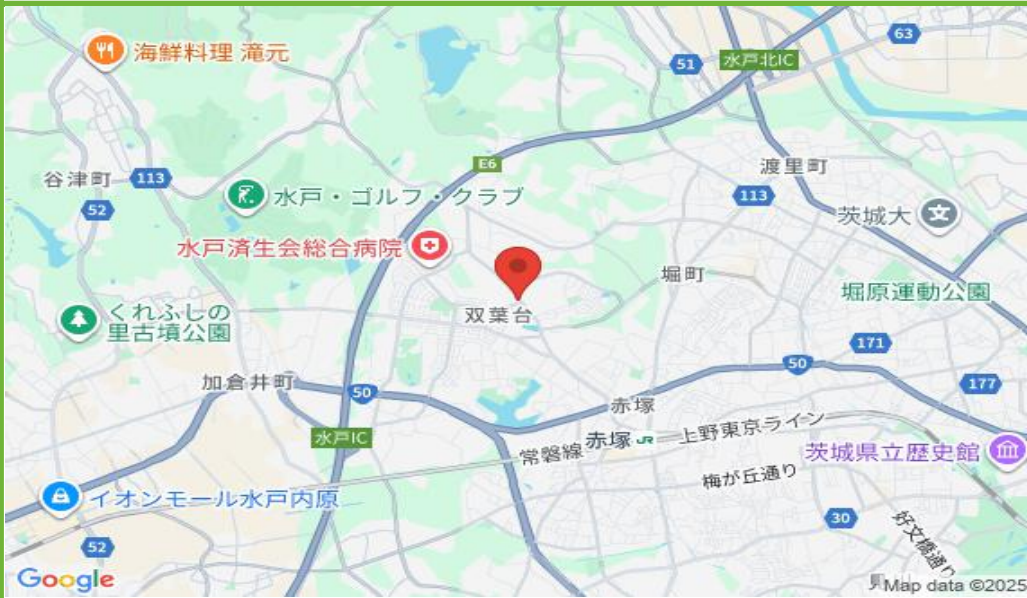 海鮮料理 滝元
63
51
水戸北IC
E6
渡里町
谷津町
113
52
水戸・ゴルフ・クラブ
113
茨城大
水戸済生会総合病院
堀町
堀原運動公園
くれふしの
里古墳公園
双葉台
171
50
加倉井町
50
177
赤塚
水戸IC
常磐線
赤塚
JR
上野東京ライン
茨城県立歴史館
梅が丘通り
イオンモール水戸内原
30
好文橋通り
52
Google
Map data ©2025